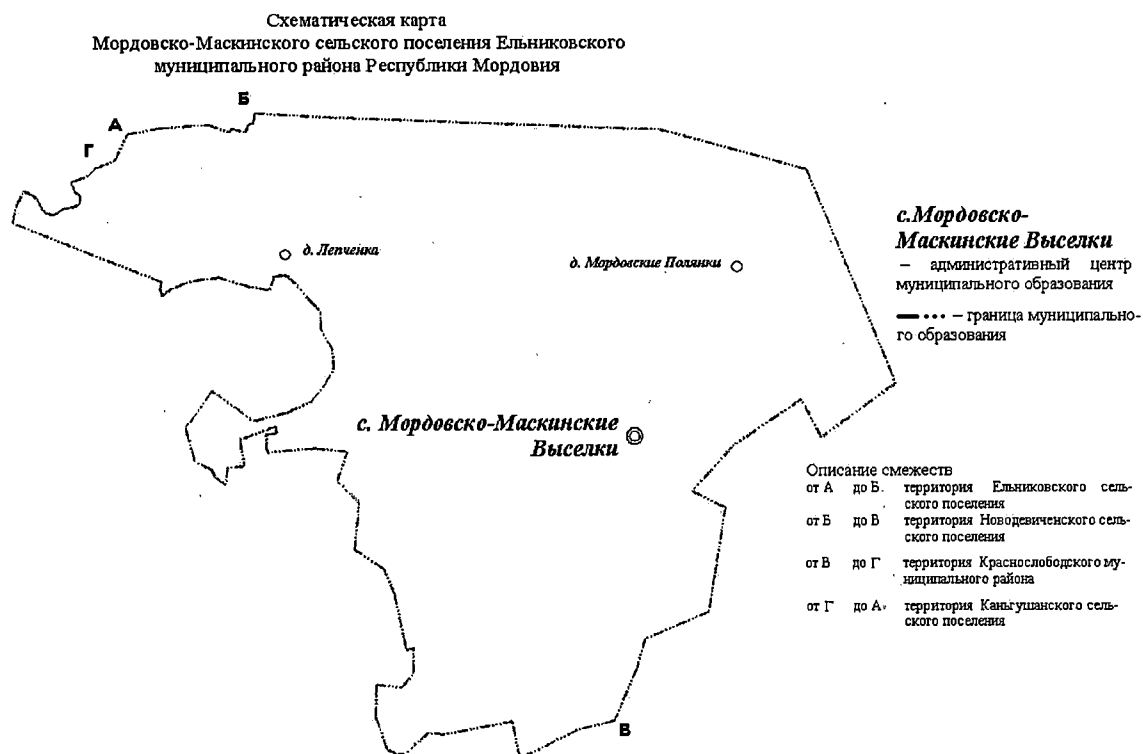 Схематическая карта
Мордовско-Маскинского сельского поселения Ельниковского
муниципального района Республики Мордовия
Б
А
Г
д. Лепченка
д. Мордовские Полянки
с. Мордовско-Маскинские
Выселки
В
с.Мордовско-
Маскинские Выселки
– административный центр
муниципального образования
– граница муниципально-
го образования
Описание смежеств
от А до Б. территория Ельниковского сель-
ского поселения
от Б до В территория Новодевиченского сель-
ского поселения
от В до Г территория Краснослободского му-
ниципального района
от Г до А территория Каньгушанского сель-
ского поселения